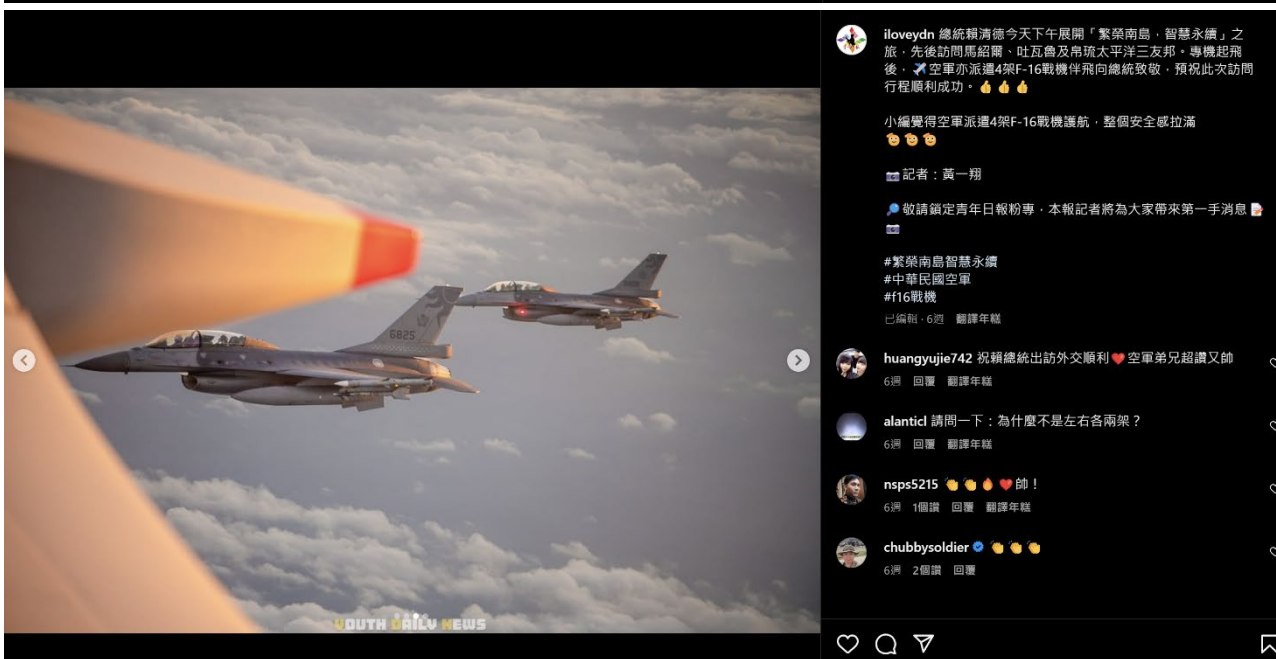 6825
YOUTH DAILY NEWS
iloveydn 總統賴清德今天下午展開「繁榮南島，智慧永續」之
旅，先後訪問馬紹爾、吐瓦魯及帛琉太平洋三友邦。專機起飛
後，✈️空軍亦派遣4架F-16戰機伴飛向總統致敬，預祝此次訪問
行程順利成功。👍👍👍
小編覺得空軍派遣4架F-16戰機護航，整個安全感拉滿
🫡🫡🫡
📷記者：黃一翔
🔎敬請鎖定青年日報粉專，本報記者將為大家帶來第一手消息📝
📷
#繁榮南島智慧永續
#中華民國空軍
#f16戰機
已編輯·6週 翻譯年糕
huangyujie742 祝賴總統出訪外交順利❤️空軍弟兄超讚又帥
6週 回覆 翻譯年糕
alanticl 請問一下：為什麼不是左右各兩架？
6週 回覆 翻譯年糕
nsps5215 👏👏🔥❤️帥！
6週 1個讚 回覆 翻譯年糕
chubbysoldier 👏👏👏
6週 2個讚 回覆